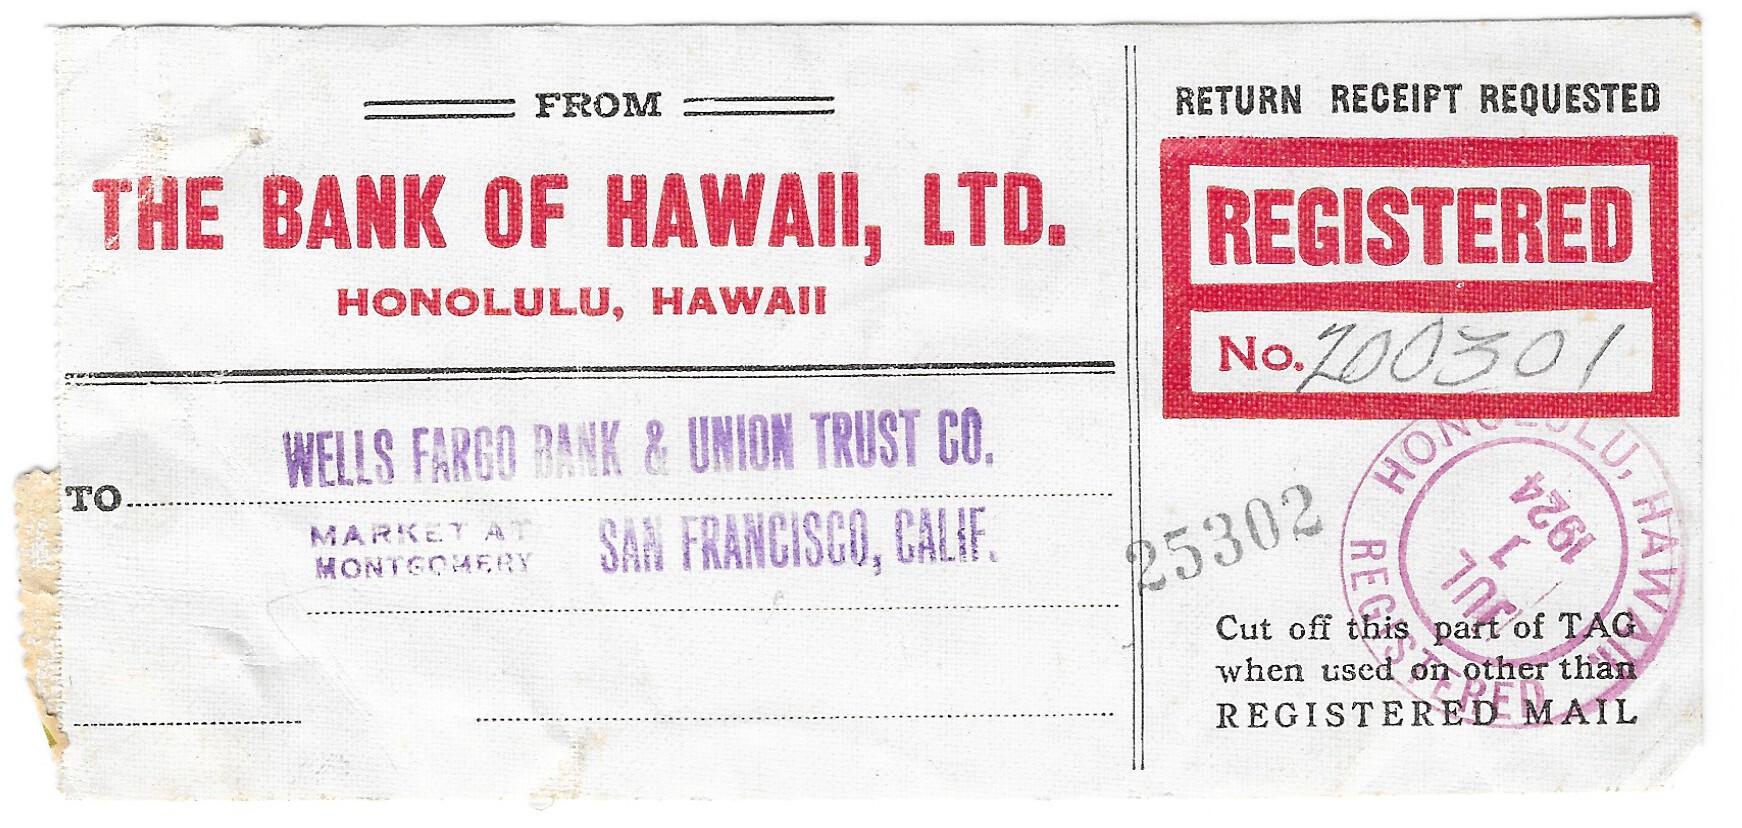 FROM
THE BANK OF HAWAII, LTD.
HONOLULU, HAWAII
TO
WELLS FARGO BANK & UNION TRUST CO.
MARKET AT
MONTGOMERY
SAN FRANCISCO, CALIF.
RETURN RECEIPT REQUESTED
REGISTERED
No. 200301
25302
HONOLULU, HAWAII
JUL
1
1924
REGISTERED
Cut off this part of TAG
when used on other than
REGISTERED MAIL